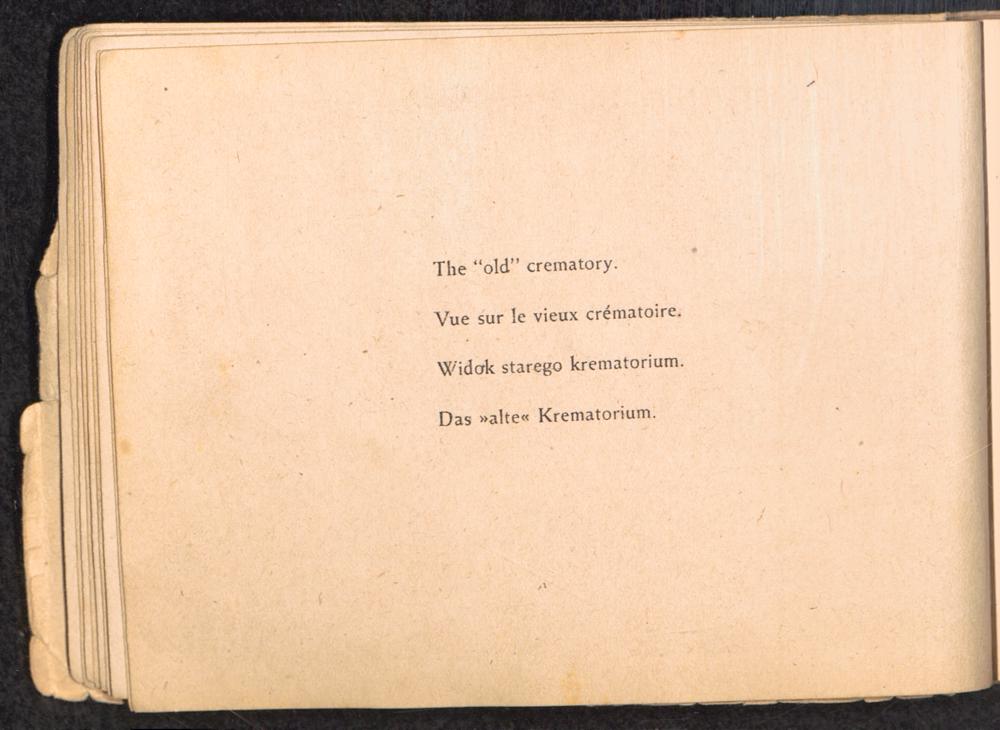 The “old” crematory.
Vue sur le vieux crématoire.
Widok starego krematorium.
Das »alte« Krematorium.